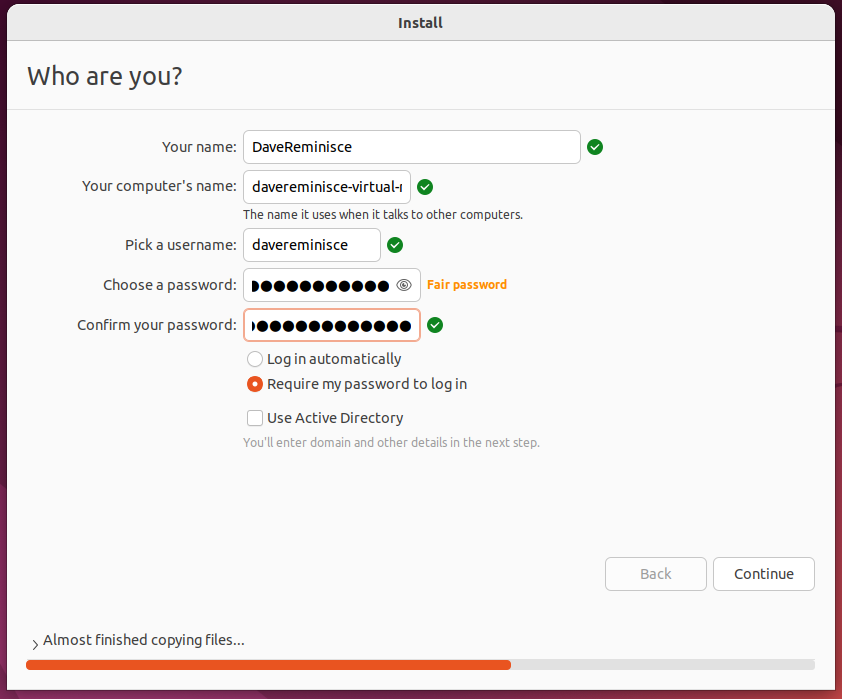 Install
Who are you?
Your name: DaveReminisce
Your computer's name: davereminisce-virtual-
The name it uses when it talks to other computers.
Pick a username: davereminisce
Choose a password: Fair password
Confirm your password:
Log in automatically
Require my password to log in
Use Active Directory
You'll enter domain and other details in the next step.
Back Continue
Almost finished copying files...